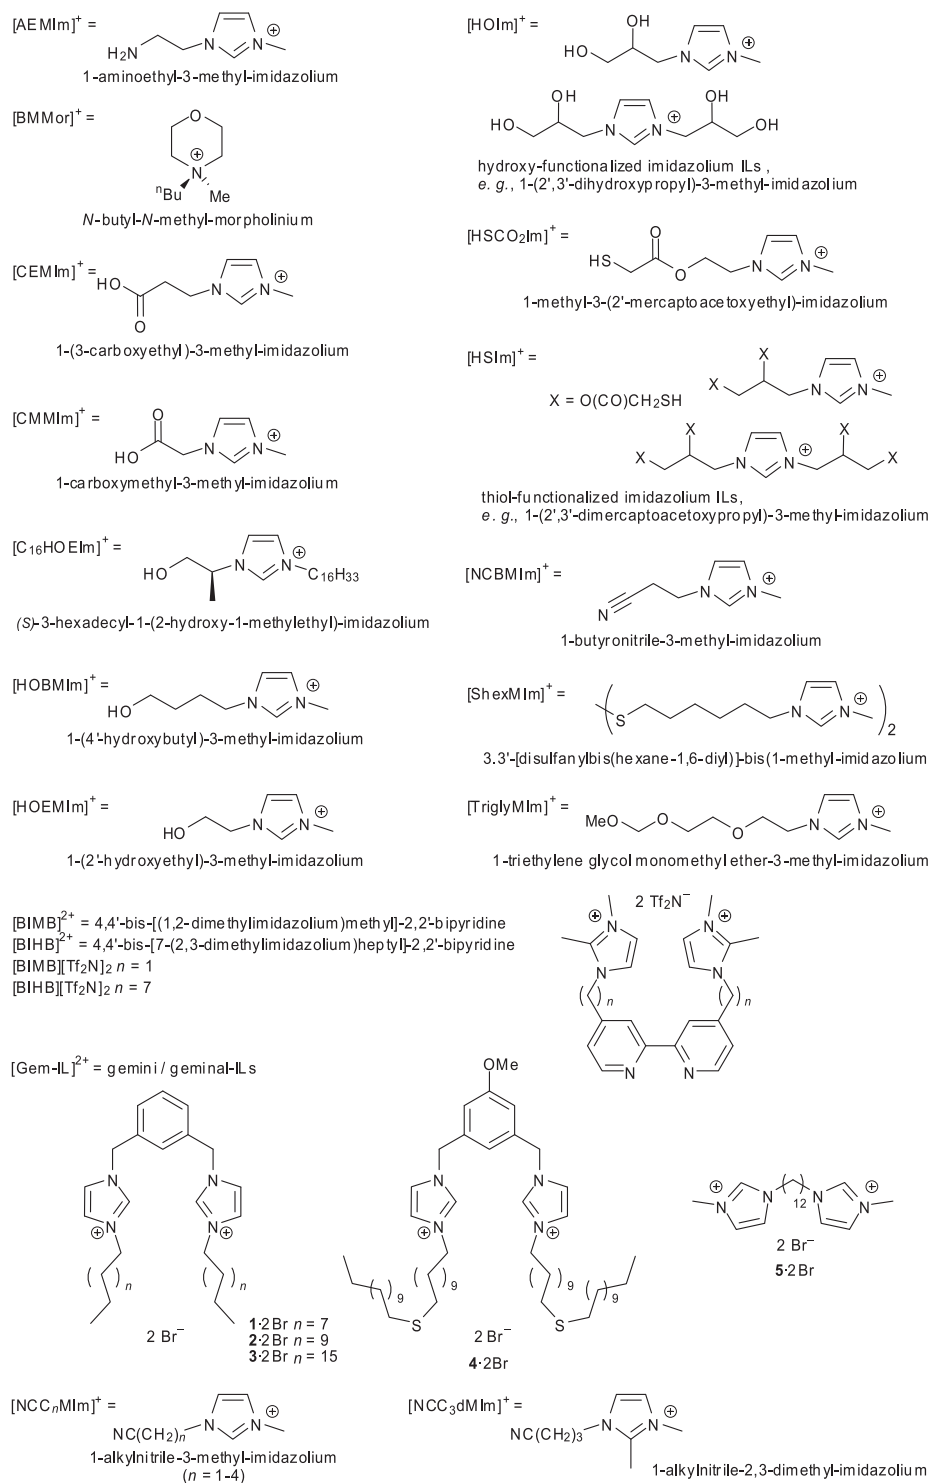 [AEMIm]⁺ =
H₂N
N
N
⊕
1-aminoethyl-3-methyl-imidazolium
[BMMor]⁺ =
O
⊕
N
ⁿBu
Me
N-butyl-N-methyl-morpholinium
[CEMIm]⁺ =
HO
O
N
N
⊕
1-(3-carboxyethyl)-3-methyl-imidazolium
[CMMIm]⁺ =
O
HO
N
N
⊕
1-carboxymethyl-3-methyl-imidazolium
[C₁₆HOEIm]⁺ =
HO
N
N
⊕
C₁₆H₃₃
(S)-3-hexadecyl-1-(2-hydroxy-1-methylethyl)-imidazolium
[HOBMIm]⁺ =
HO
N
N
⊕
1-(4'-hydroxybutyl)-3-methyl-imidazolium
[HOEMIm]⁺ =
HO
N
N
⊕
1-(2'-hydroxyethyl)-3-methyl-imidazolium
[HOIm]⁺ =
OH
HO
N
N
⊕
OH
HO
N
N
⊕
OH
OH
hydroxy-functionalized imidazolium ILs ,
e. g., 1-(2',3'-dihydroxypropyl)-3-methyl-imidazolium
[HSCO₂Im]⁺ =
HS
O
O
N
N
⊕
1-methyl-3-(2'-mercaptoacetoxyethyl)-imidazolium
[HSIm]⁺ =
X = O(CO)CH₂SH
X
X
N
N
⊕
X
X
N
N
⊕
X
X
thiol-functionalized imidazolium ILs,
e. g., 1-(2',3'-dimercaptoacetoxypropyl)-3-methyl-imidazolium
[NCBMIm]⁺ =
N
N
N
⊕
1-butyronitrile-3-methyl-imidazolium
[ShexMIm]⁺ =
( S
N
N
⊕
)₂
3.3'-[disulfanylbis(hexane-1,6-diyl)]-bis(1-methyl-imidazolium
[TriglyMIm]⁺ =
MeO
O
O
N
N
⊕
1-triethylene glycol monomethyl ether-3-methyl-imidazolium
[BIMB]²⁺ = 4,4'-bis-[(1,2-dimethylimidazolium)methyl]-2,2'-bipyridine
[BIHB]²⁺ = 4,4'-bis-[7-(2,3-dimethylimidazolium)heptyl]-2,2'-bipyridine
[BIMB][Tf₂N]₂ n = 1
[BIHB][Tf₂N]₂ n = 7
2 Tf₂N⁻
⊕
N
N
⊕
N
N
( )n
( )n
N
N
[Gem-IL]²⁺ = gemini / geminal-ILs
N
N
N
N
⊕
⊕
( )n
( )n
2 Br⁻
1·2Br n = 7
2·2Br n = 9
3·2Br n = 15
OMe
N
N
N
N
⊕
⊕
( )9
( )9
( )9
( )9
S
S
2 Br⁻
4·2Br
⊕
N
N
( )12
N
N
⊕
2 Br⁻
5·2Br
[NCCₙMIm]⁺ =
NC(CH₂)ₙ
N
N
⊕
1-alkylnitrile-3-methyl-imidazolium
(n = 1-4)
[NCC₃dMIm]⁺ =
NC(CH₂)₃
N
N
⊕
1-alkylnitrile-2,3-dimethyl-imidazolium